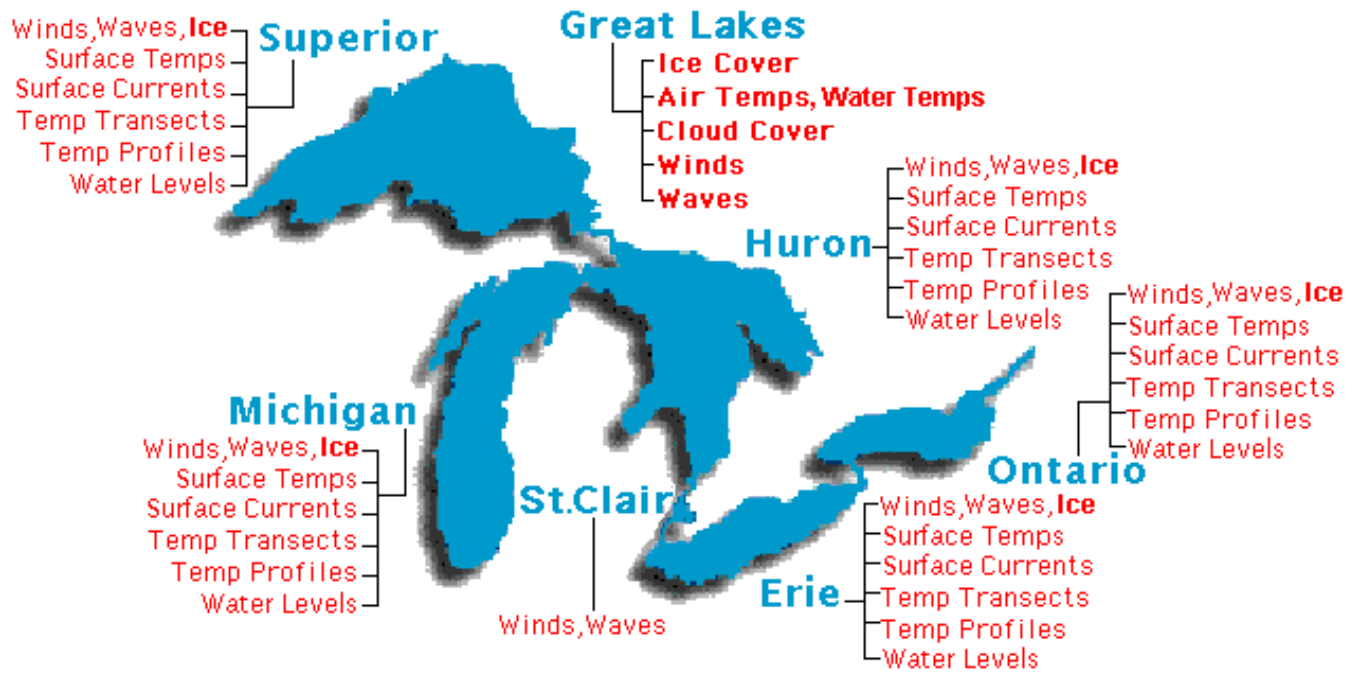 Superior
Winds,Waves,Ice
Surface Temps
Surface Currents
Temp Transects
Temp Profiles
Water Levels
Great Lakes
Ice Cover
Air Temps, Water Temps
Cloud Cover
Winds
Waves
Huron
Winds,Waves,Ice
Surface Temps
Surface Currents
Temp Transects
Temp Profiles
Water Levels
Ontario
Winds,Waves,Ice
Surface Temps
Surface Currents
Temp Transects
Temp Profiles
Water Levels
Michigan
Winds,Waves,Ice
Surface Temps
Surface Currents
Temp Transects
Temp Profiles
Water Levels
St.Clair
Winds,Waves
Erie
Winds,Waves,Ice
Surface Temps
Surface Currents
Temp Transects
Temp Profiles
Water Levels